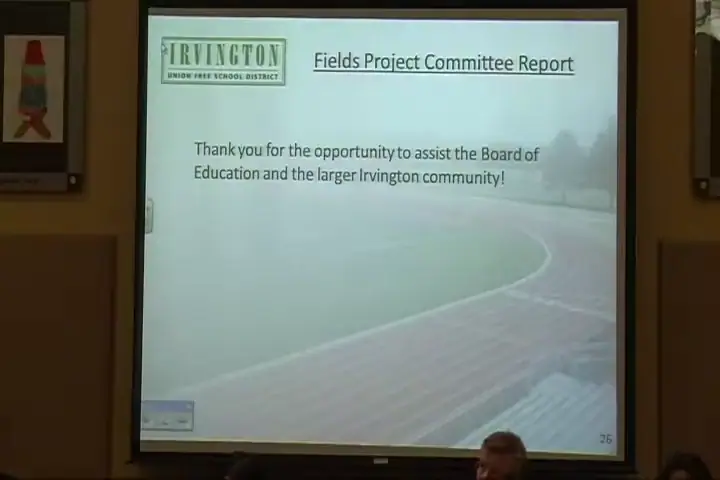 IRVINGTON
UNION FREE SCHOOL DISTRICT
Fields Project Committee Report
Thank you for the opportunity to assist the Board of
Education and the larger Irvington community!
26